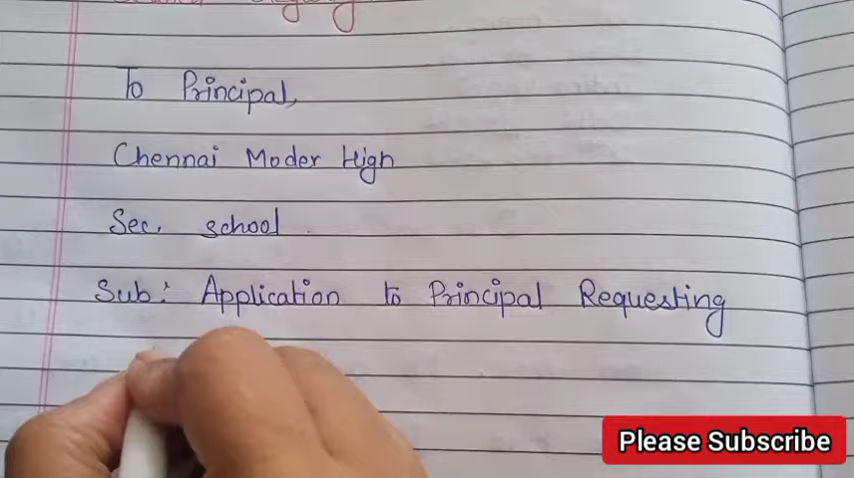 To Principal,
Chennai Moder High
Sec. school
Sub: Application to Principal Requesting
Please Subscribe